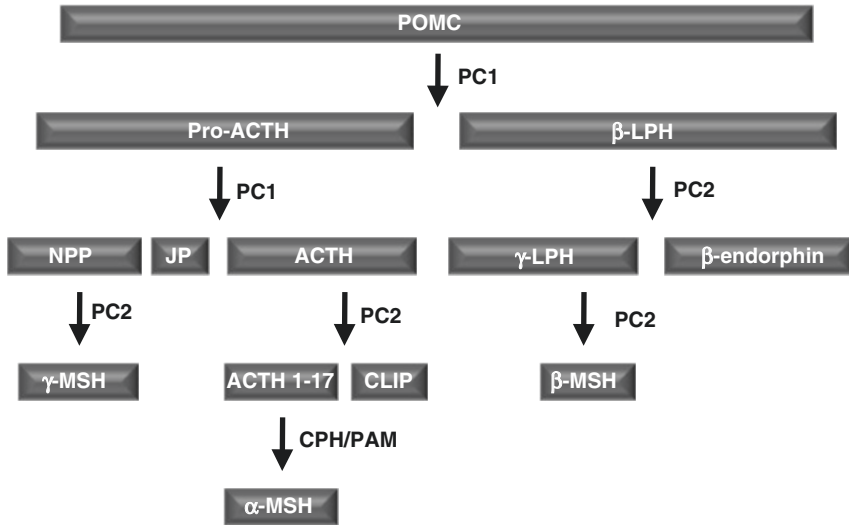 POMC
PC1
Pro-ACTH
β-LPH
PC1
PC2
NPP
JP
ACTH
γ-LPH
β-endorphin
PC2
PC2
PC2
γ-MSH
ACTH 1-17
CLIP
β-MSH
CPH/PAM
α-MSH